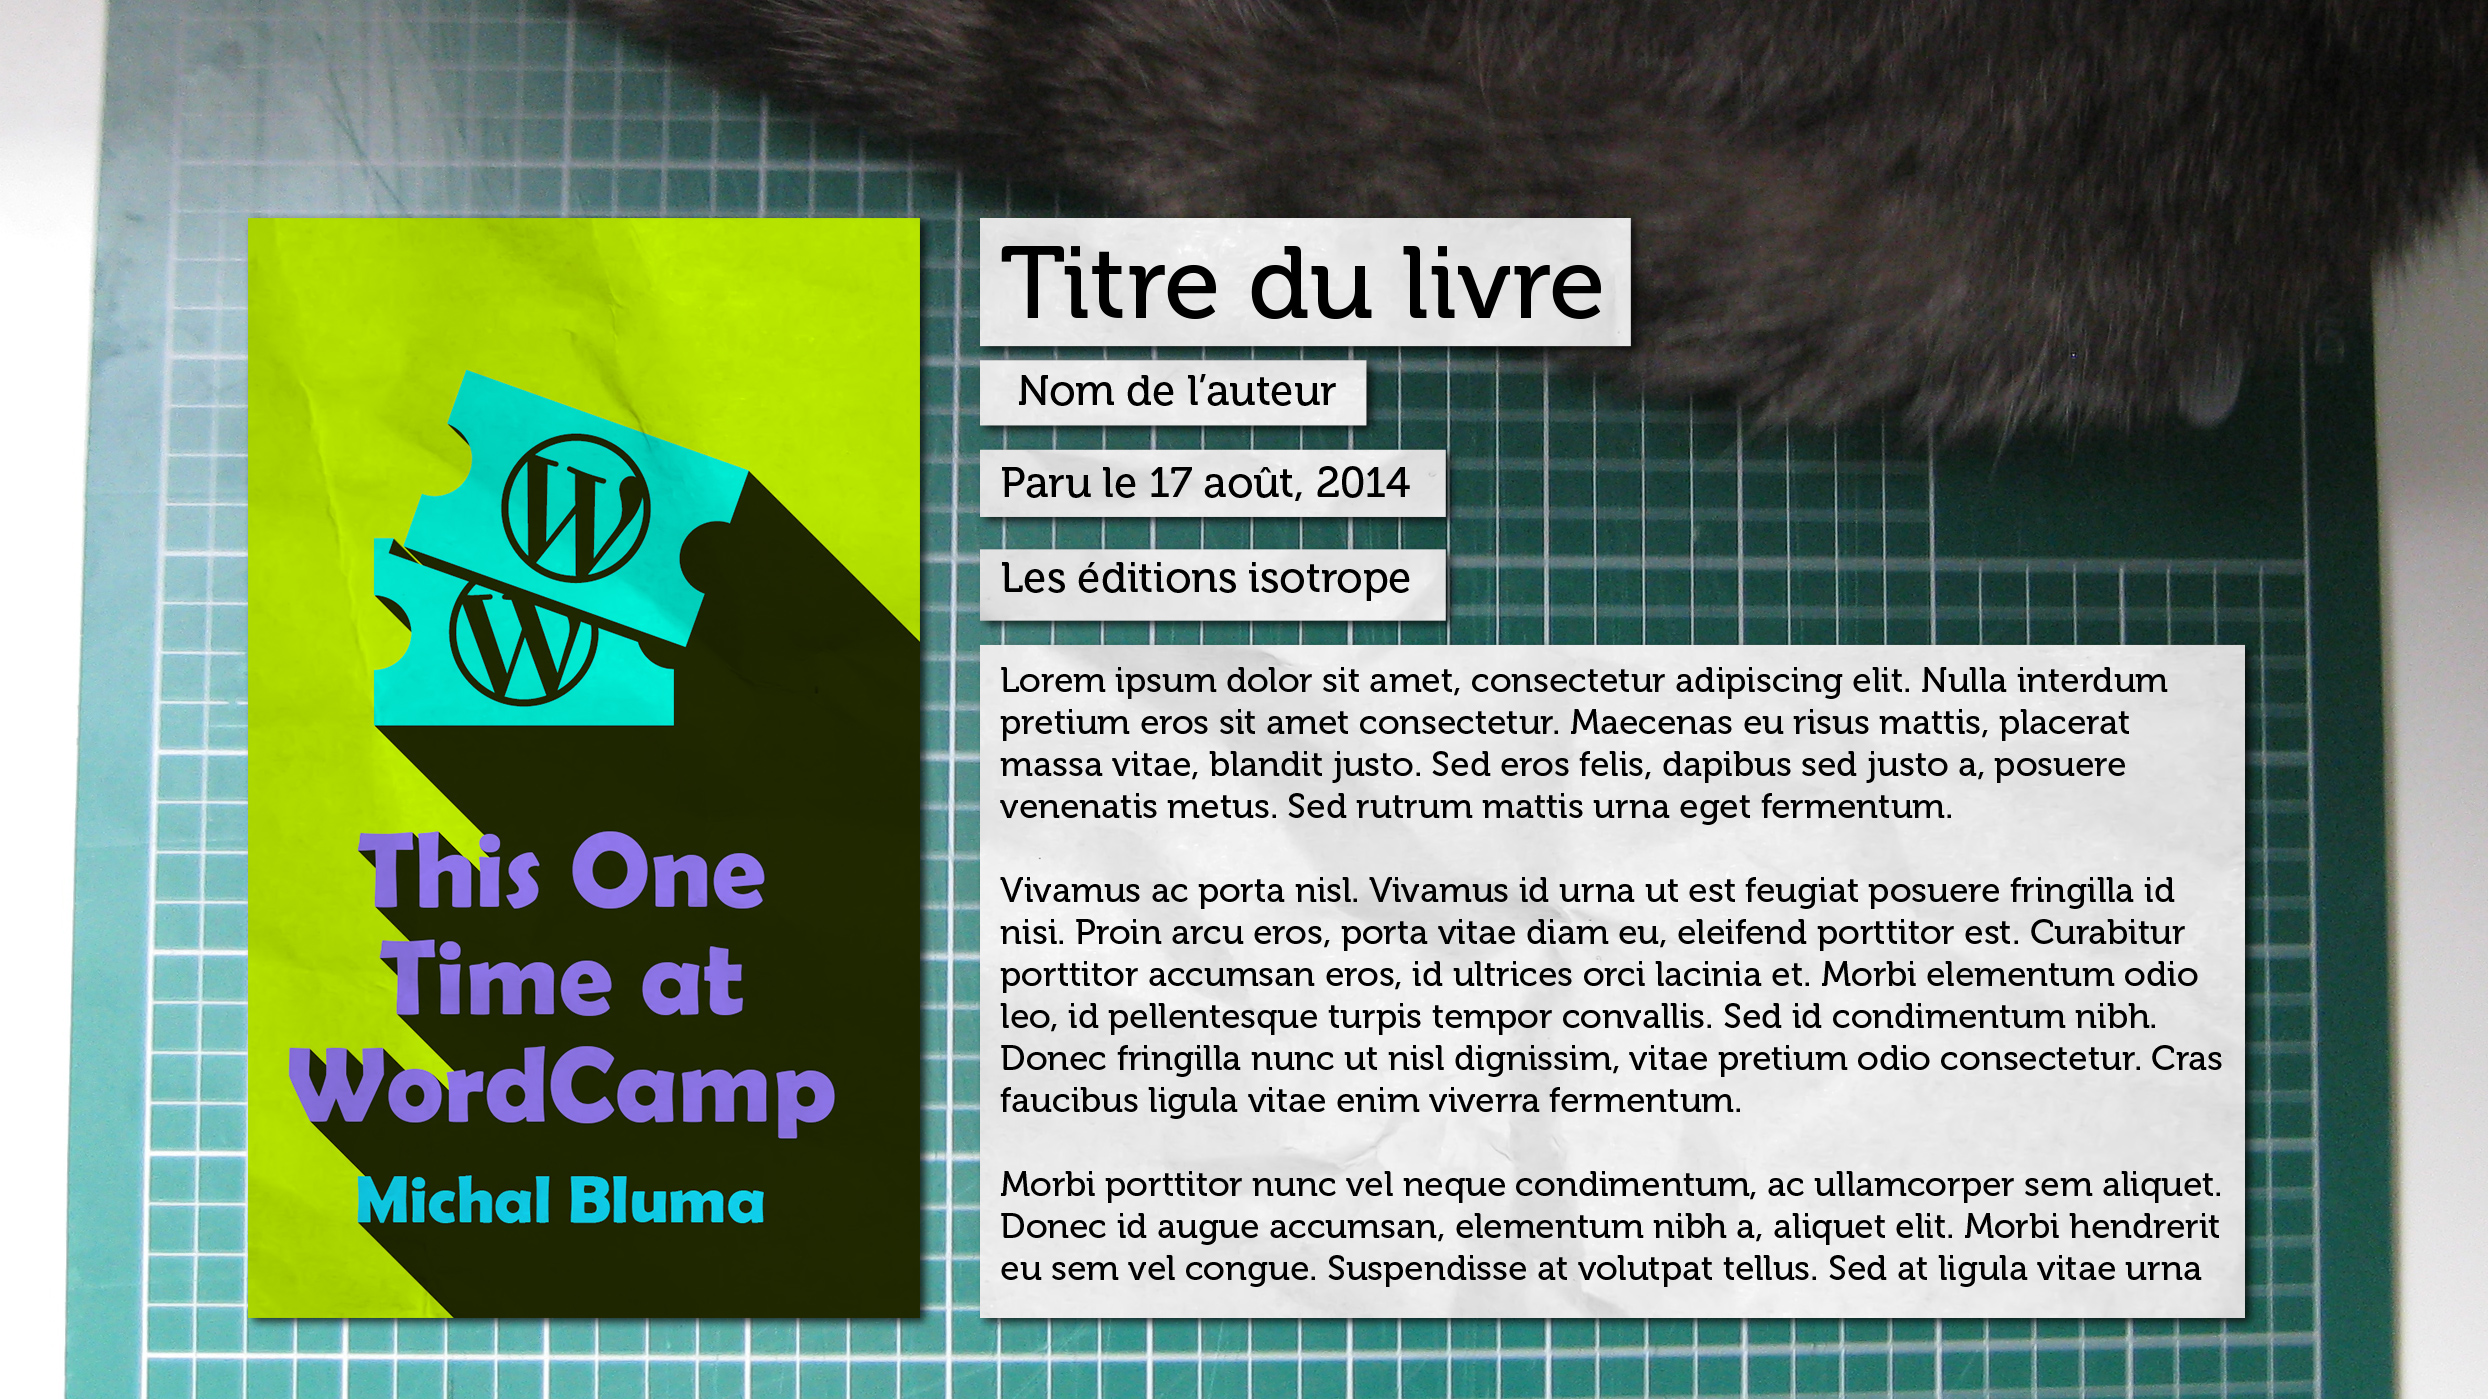 W
W
This One
Time at
WordCamp
Michal Bluma
Titre du livre
Nom de l’auteur
Paru le 17 août, 2014
Les éditions isotrope
Lorem ipsum dolor sit amet, consectetur adipiscing elit. Nulla interdum
pretium eros sit amet consectetur. Maecenas eu risus mattis, placerat
massa vitae, blandit justo. Sed eros felis, dapibus sed justo a, posuere
venenatis metus. Sed rutrum mattis urna eget fermentum.
Vivamus ac porta nisl. Vivamus id urna ut est feugiat posuere fringilla id
nisi. Proin arcu eros, porta vitae diam eu, eleifend porttitor est. Curabitur
porttitor accumsan eros, id ultrices orci lacinia et. Morbi elementum odio
leo, id pellentesque turpis tempor convallis. Sed id condimentum nibh.
Donec fringilla nunc ut nisl dignissim, vitae pretium odio consectetur. Cras
faucibus ligula vitae enim viverra fermentum.
Morbi porttitor nunc vel neque condimentum, ac ullamcorper sem aliquet.
Donec id augue accumsan, elementum nibh a, aliquet elit. Morbi hendrerit
eu sem vel congue. Suspendisse at volutpat tellus. Sed at ligula vitae urna